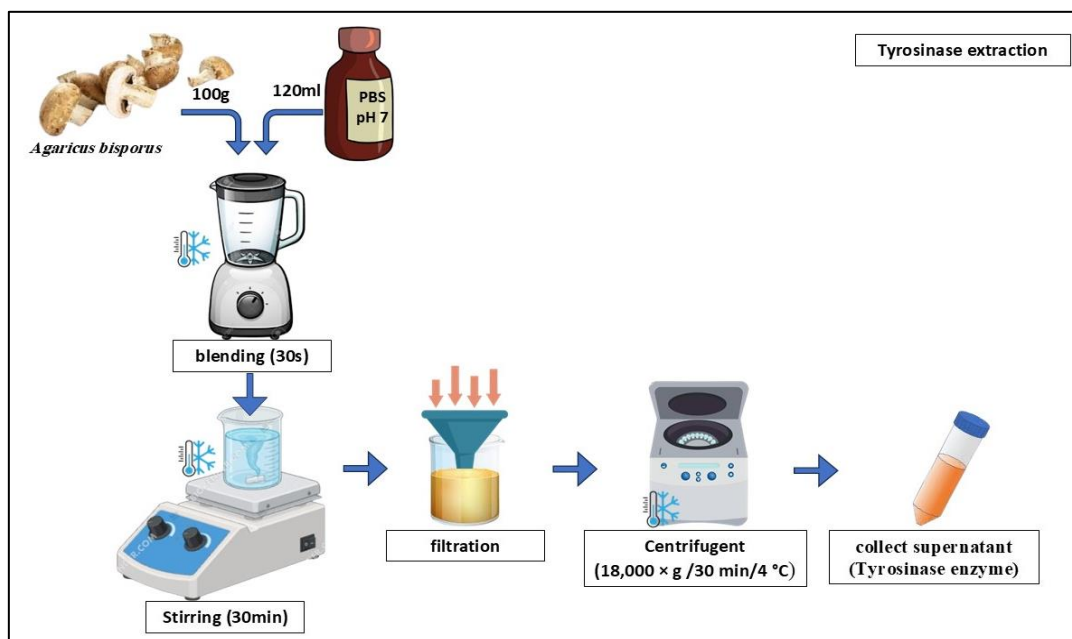 Tyrosinase extraction
100g
120ml
PBS
pH 7
Agaricus bisporus
blending (30s)
Stirring (30min)
filtration
Centrifugent
(18,000 × g /30 min/4 °C)
collect supernatant
(Tyrosinase enzyme)